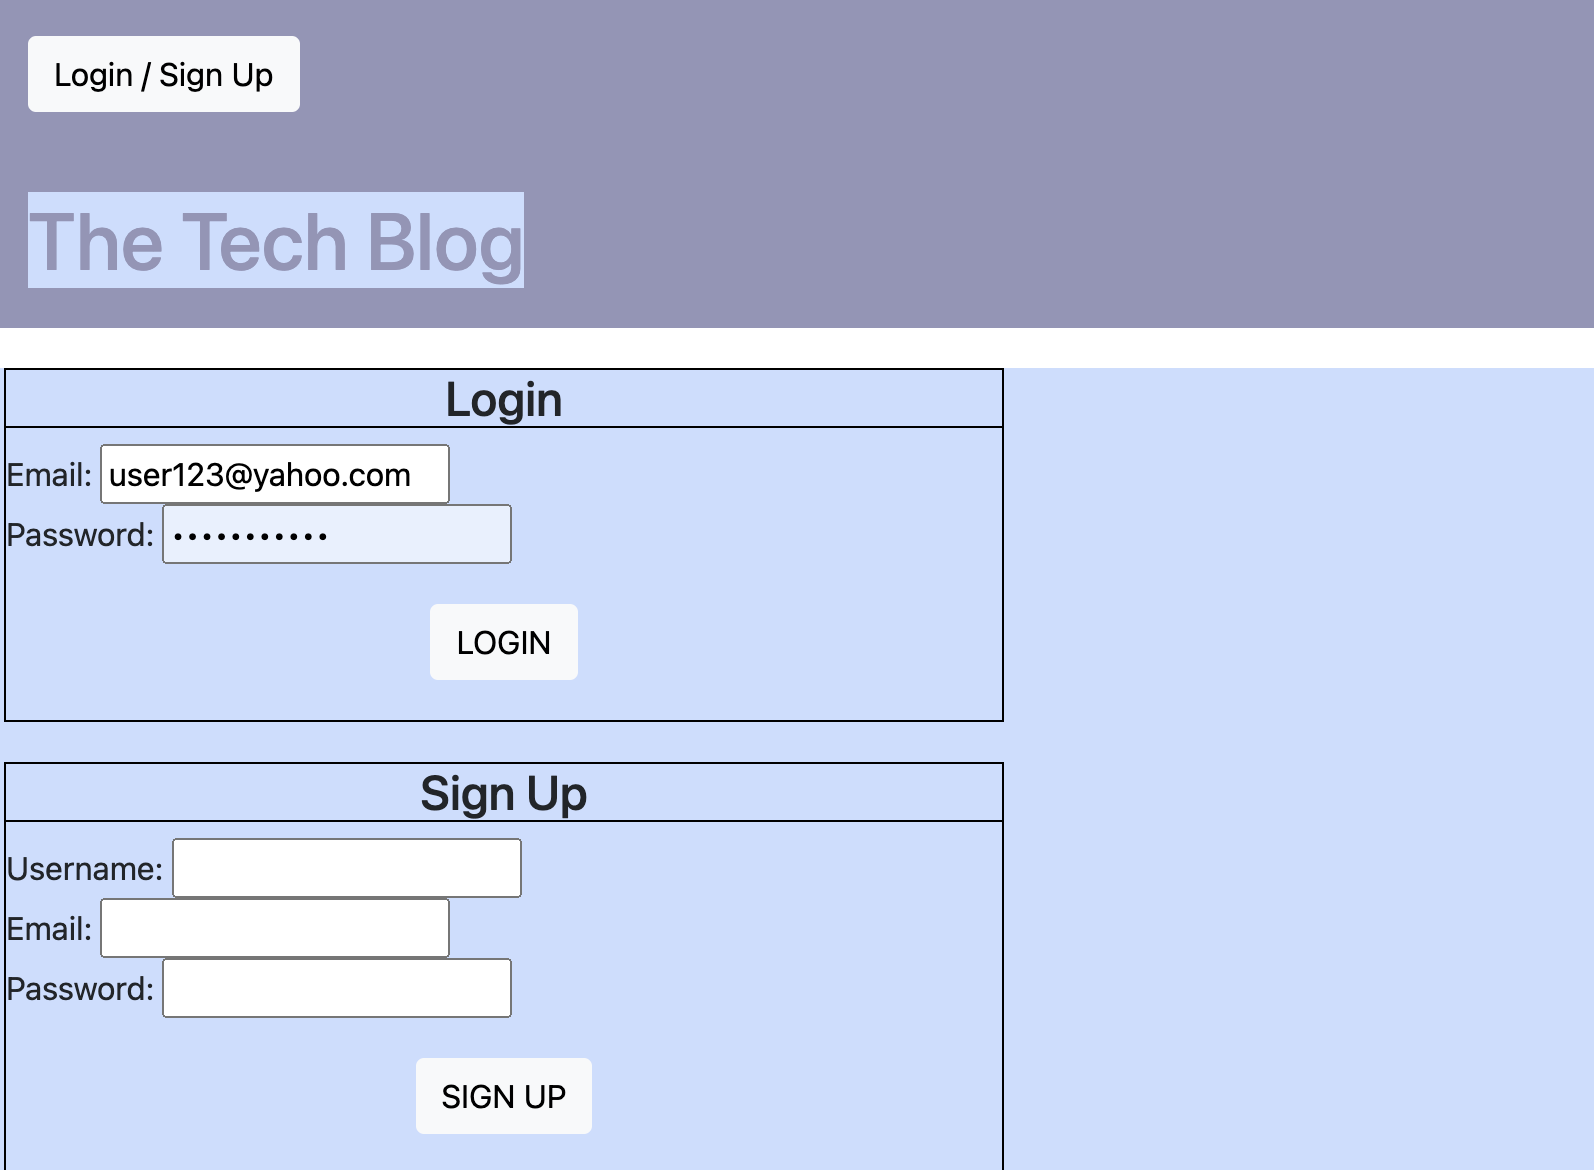 Login / Sign Up
The Tech Blog
Login
Email: user123@yahoo.com
Password: •••••••••••
LOGIN
Sign Up
Username:
Email:
Password:
SIGN UP